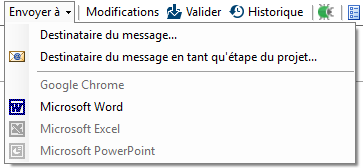 Envoyer à Modifications Valider Historique
Destinataire du message...
Destinataire du message en tant qu'étape du projet...
Google Chrome
Microsoft Word
Microsoft Excel
Microsoft PowerPoint